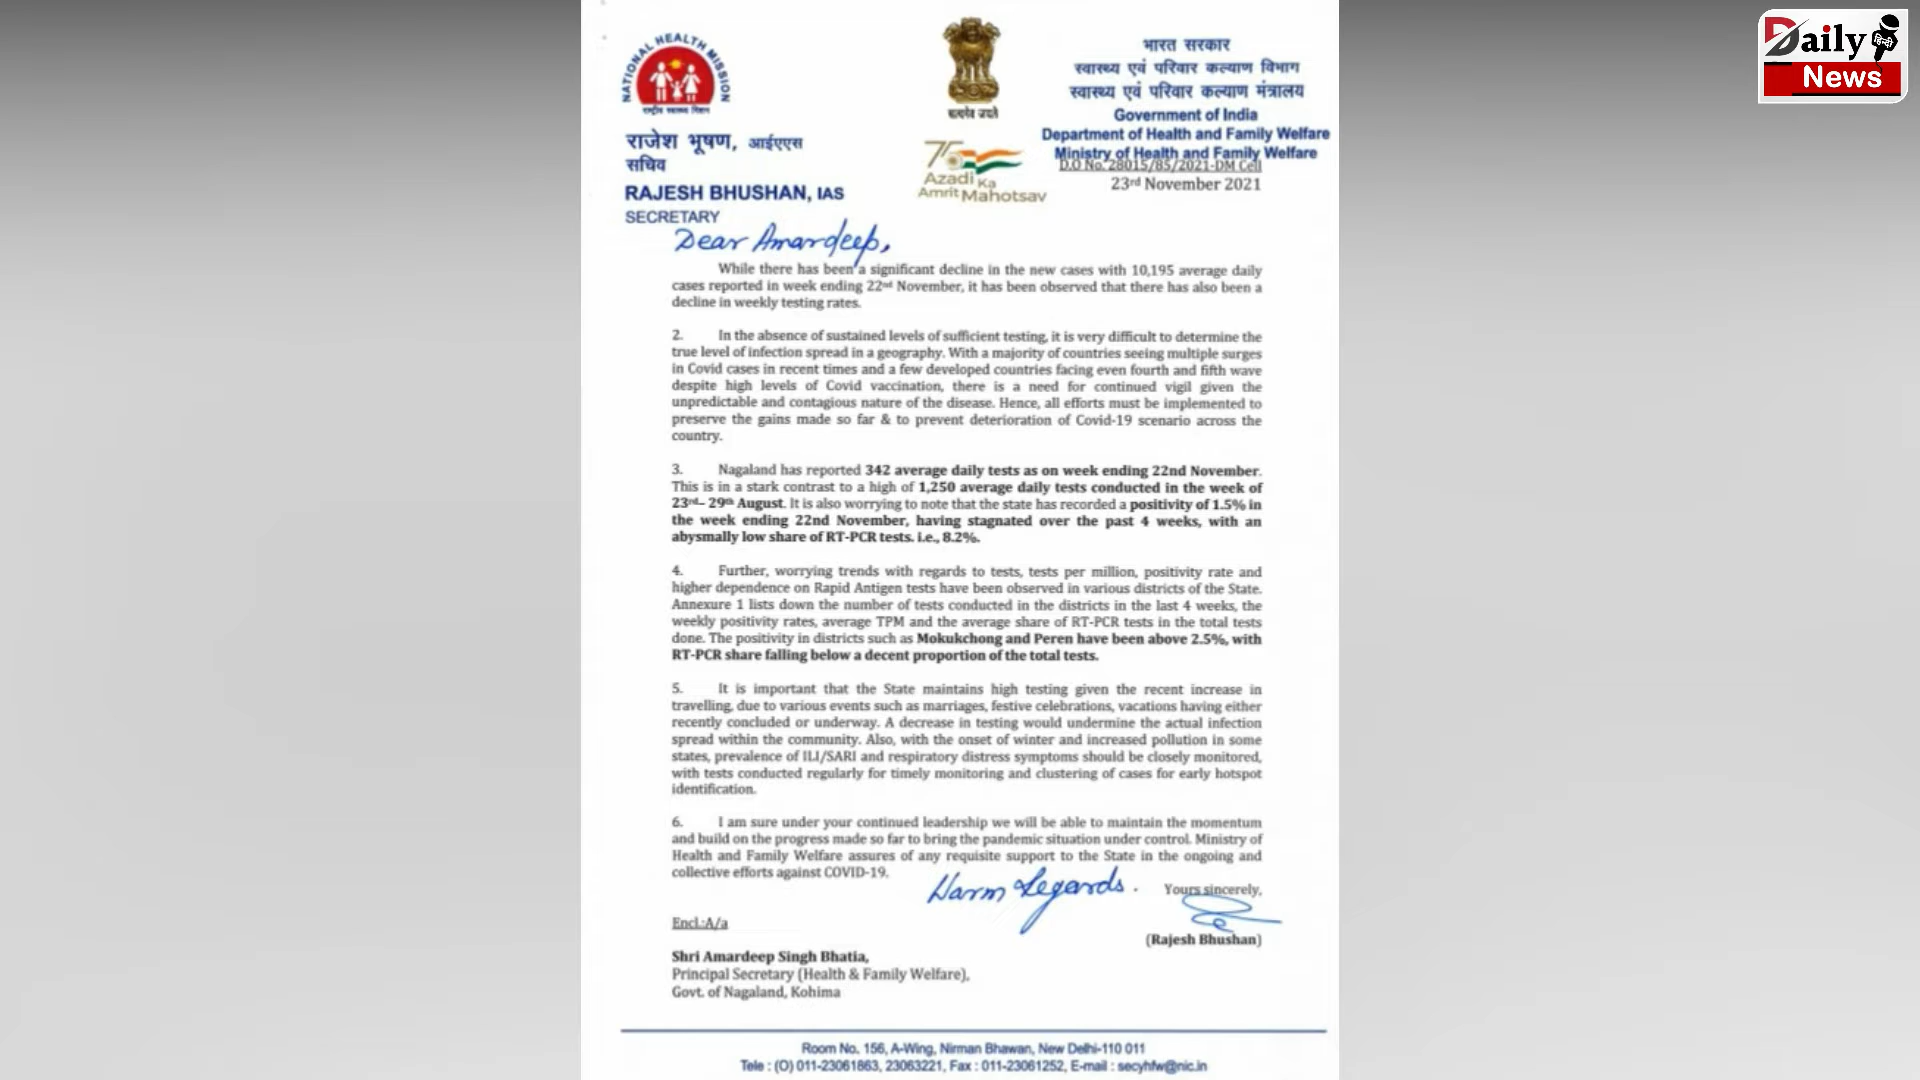 Daily
हिन्दी
News
NATIONAL HEALTH MISSION
राष्ट्रीय स्वास्थ्य मिशन
राजेश भूषण, आईएएस
सचिव
RAJESH BHUSHAN, IAS
SECRETARY
सत्यमेव जयते
75
Azadi Ka
Amrit Mahotsav
भारत सरकार
स्वास्थ्य एवं परिवार कल्याण विभाग
स्वास्थ्य एवं परिवार कल्याण मंत्रालय
Government of India
Department of Health and Family Welfare
Ministry of Health and Family Welfare
D.O No. 28015/85/2021-DM Cell
23rd November 2021
Dear Amardeep,
While there has been a significant decline in the new cases with 10,195 average daily
cases reported in week ending 22nd November, it has been observed that there has also been a
decline in weekly testing rates.
2. In the absence of sustained levels of sufficient testing, it is very difficult to determine the
true level of infection spread in a geography. With a majority of countries seeing multiple surges
in Covid cases in recent times and a few developed countries facing even fourth and fifth wave
despite high levels of Covid vaccination, there is a need for continued vigil given the
unpredictable and contagious nature of the disease. Hence, all efforts must be implemented to
preserve the gains made so far & to prevent deterioration of Covid-19 scenario across the
country.
3. Nagaland has reported 342 average daily tests as on week ending 22nd November.
This is in a stark contrast to a high of 1,250 average daily tests conducted in the week of
23rd– 29th August. It is also worrying to note that the state has recorded a positivity of 1.5% in
the week ending 22nd November, having stagnated over the past 4 weeks, with an
abysmally low share of RT-PCR tests. i.e., 8.2%.
4. Further, worrying trends with regards to tests, tests per million, positivity rate and
higher dependence on Rapid Antigen tests have been observed in various districts of the State.
Annexure 1 lists down the number of tests conducted in the districts in the last 4 weeks, the
weekly positivity rates, average TPM and the average share of RT-PCR tests in the total tests
done. The positivity in districts such as Mokukchong and Peren have been above 2.5%, with
RT-PCR share falling below a decent proportion of the total tests.
5. It is important that the State maintains high testing given the recent increase in
travelling, due to various events such as marriages, festive celebrations, vacations having either
recently concluded or underway. A decrease in testing would undermine the actual infection
spread within the community. Also, with the onset of winter and increased pollution in some
states, prevalence of ILI/SARI and respiratory distress symptoms should be closely monitored,
with tests conducted regularly for timely monitoring and clustering of cases for early hotspot
identification.
6. I am sure under your continued leadership we will be able to maintain the momentum
and build on the progress made so far to bring the pandemic situation under control. Ministry of
Health and Family Welfare assures of any requisite support to the State in the ongoing and
collective efforts against COVID-19.
Warm Regards.
Yours sincerely,
Encl.:A/a
(Rajesh Bhushan)
Shri Amardeep Singh Bhatia,
Principal Secretary (Health & Family Welfare),
Govt. of Nagaland, Kohima
Room No. 156, A-Wing, Nirman Bhawan, New Delhi-110 011
Tele : (O) 011-23061863, 23063221, Fax : 011-23061252, E-mail : secyhfw@nic.in